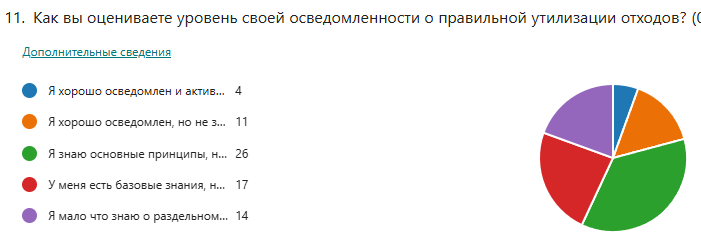 11. Как вы оцениваете уровень своей осведомленности о правильной утилизации отходов? (
Дополнительные сведения
Я хорошо осведомлен и актив... 4
Я хорошо осведомлен, но не з... 11
Я знаю основные принципы, н... 26
У меня есть базовые знания, н... 17
Я мало что знаю о раздельном... 14